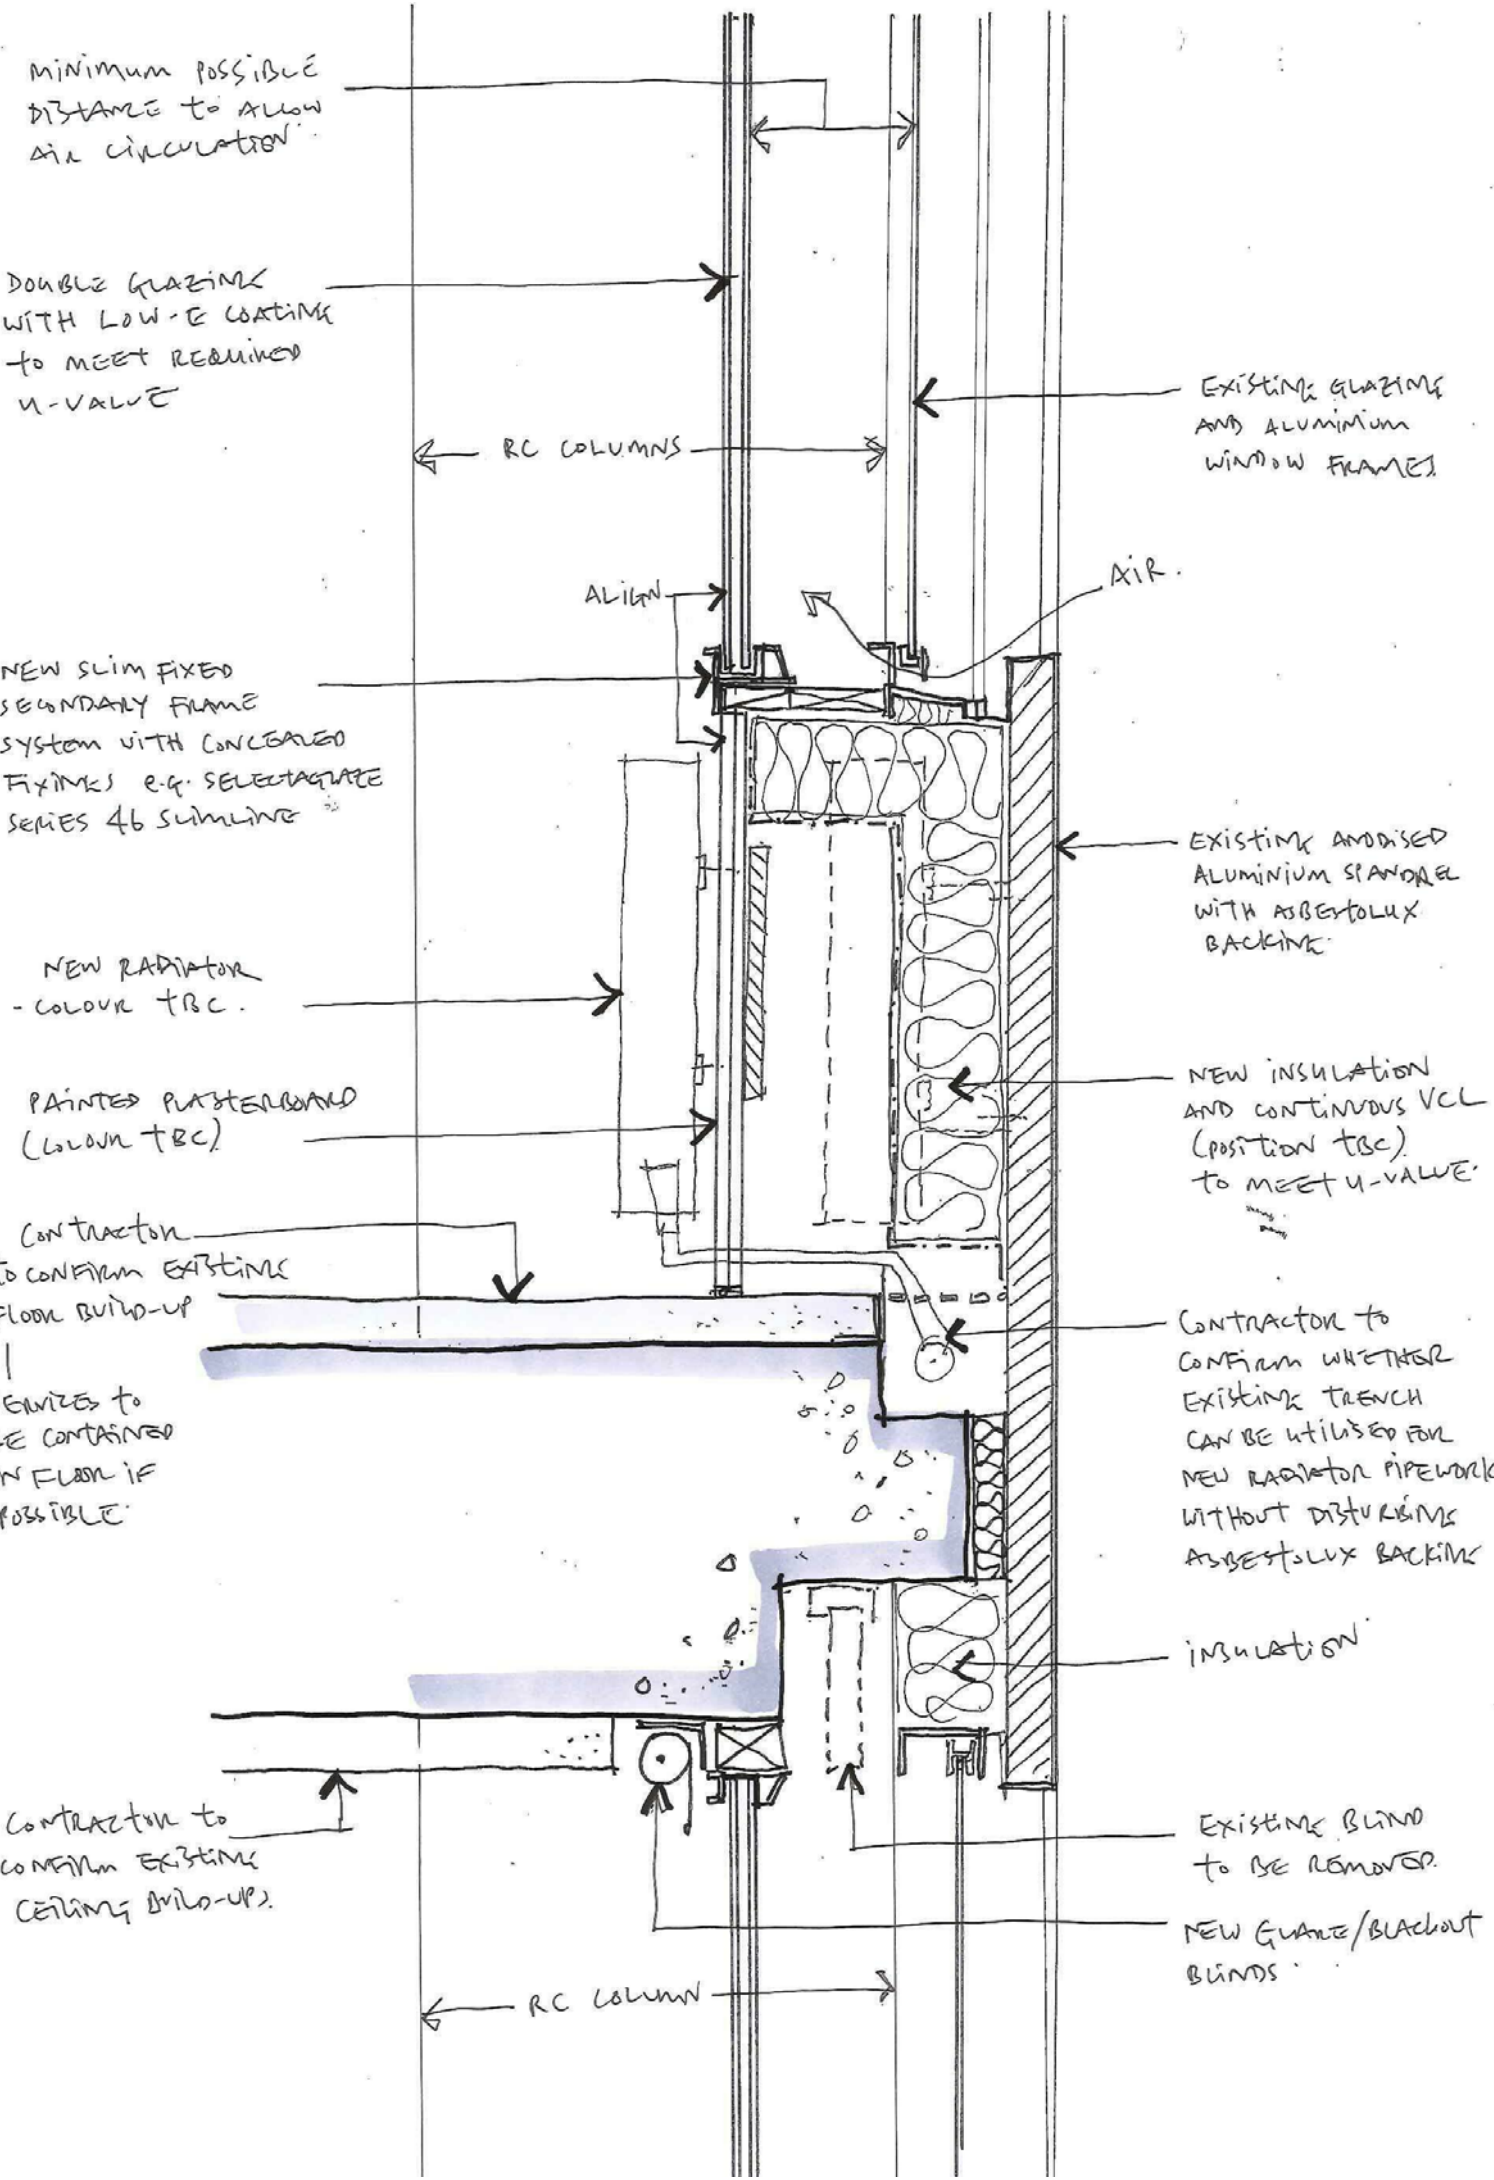 MINIMUM POSSIBLE
DISTANCE TO ALLOW
AIR CIRCULATION.
DOUBLE GLAZING
WITH LOW-E COATING
TO MEET REQUIRED
U-VALUE
RC COLUMNS
EXISTING GLAZING
AND ALUMINIUM
WINDOW FRAMES
ALIGN
AIR.
NEW SLIM FIXED
SECONDARY FRAME
SYSTEM WITH CONCEALED
FIXINGS e.g. SELECTAGLAZE
SERIES 46 SLIMLINE
EXISTING ANODISED
ALUMINIUM SPANDREL
WITH ASBESTOLUX
BACKING.
NEW RADIATOR
- COLOUR TBC.
PAINTED PLASTERBOARD
(COLOUR TBC)
NEW INSULATION
AND CONTINUOUS VCL
(POSITION TBC)
TO MEET U-VALUE.
CONTRACTOR
TO CONFIRM EXISTING
FLOOR BUILD-UP
ERVICES TO
BE CONTAINED
IN FLOOR IF
POSSIBLE.
CONTRACTOR TO
CONFIRM WHETHER
EXISTING TRENCH
CAN BE UTILISED FOR
NEW RADIATOR PIPEWORK
WITHOUT DISTURBING
ASBESTOLUX BACKING
INSULATION
CONTRACTOR TO
CONFIRM EXISTING
CEILING BUILD-UPS.
EXISTING BLIND
TO BE REMOVED.
NEW GLARE/BLACKOUT
BLINDS.
RC COLUMN